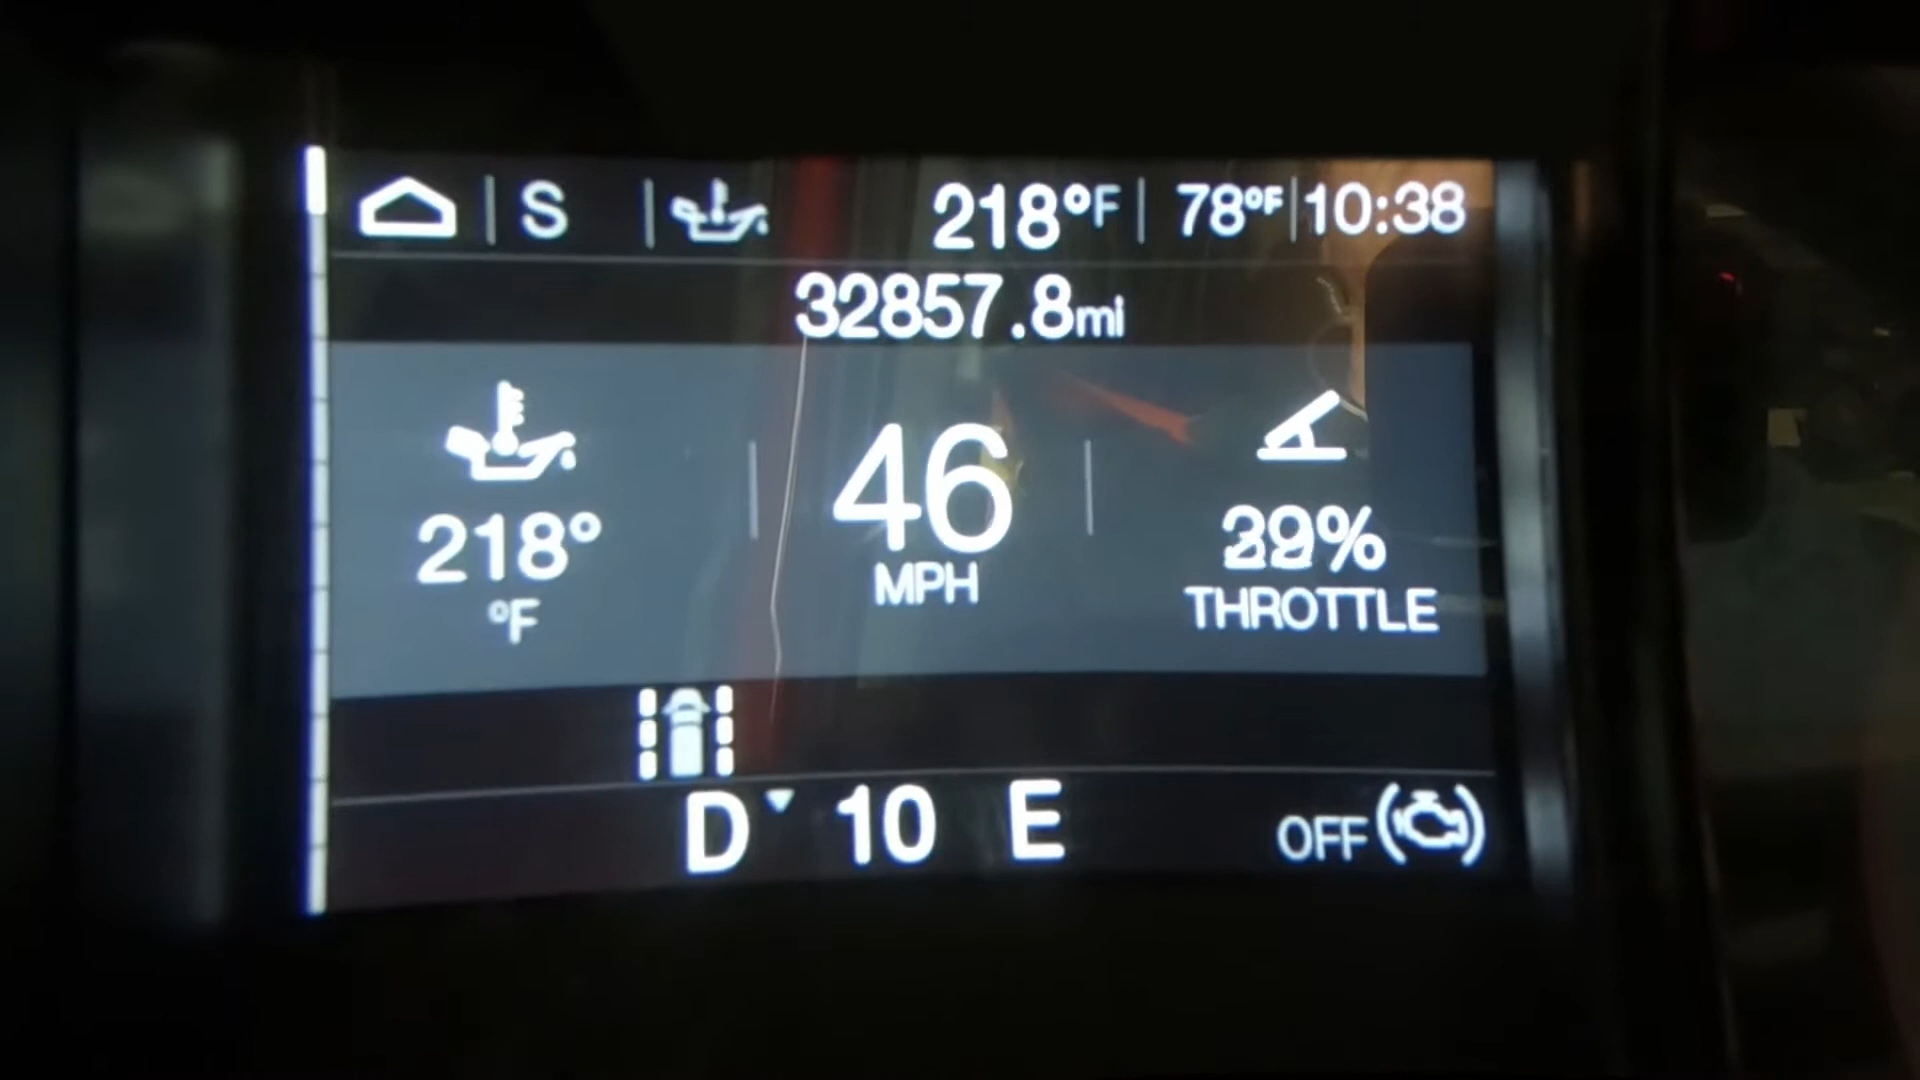 S 218°F 78°F 10:38
32857.8mi
218° 46
°F MPH THROTTLE
D 10 E OFF